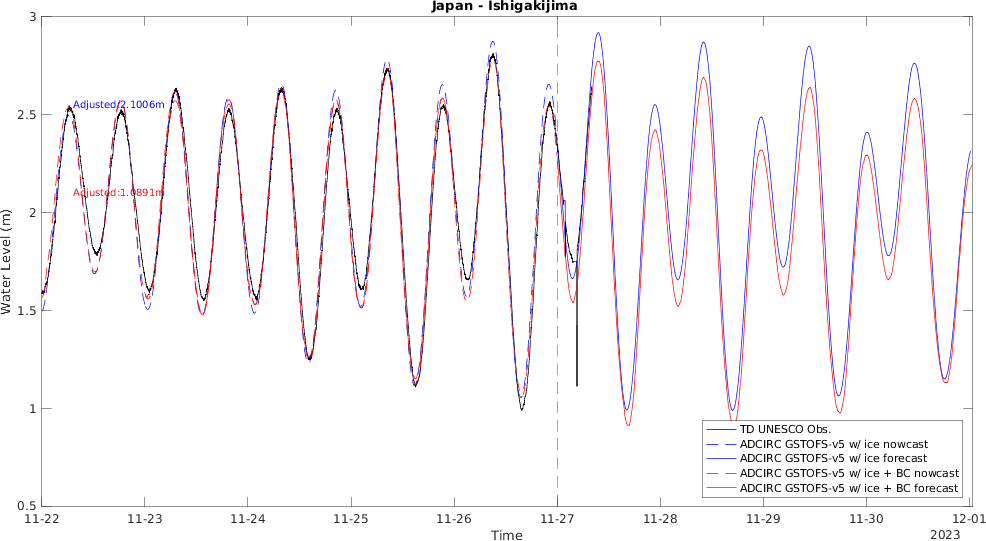 Japan - Ishigakijima
3
2.5
2
1.5
1
0.5
Water Level (m)
Adjusted:2.1006m
Adjusted:1.0891m
TD UNESCO Obs.
ADCIRC GSTOFS-v5 w/ ice nowcast
ADCIRC GSTOFS-v5 w/ ice forecast
ADCIRC GSTOFS-v5 w/ ice + BC nowcast
ADCIRC GSTOFS-v5 w/ ice + BC forecast
11-22 11-23 11-24 11-25 11-26 11-27 11-28 11-29 11-30 12-01
Time
2023